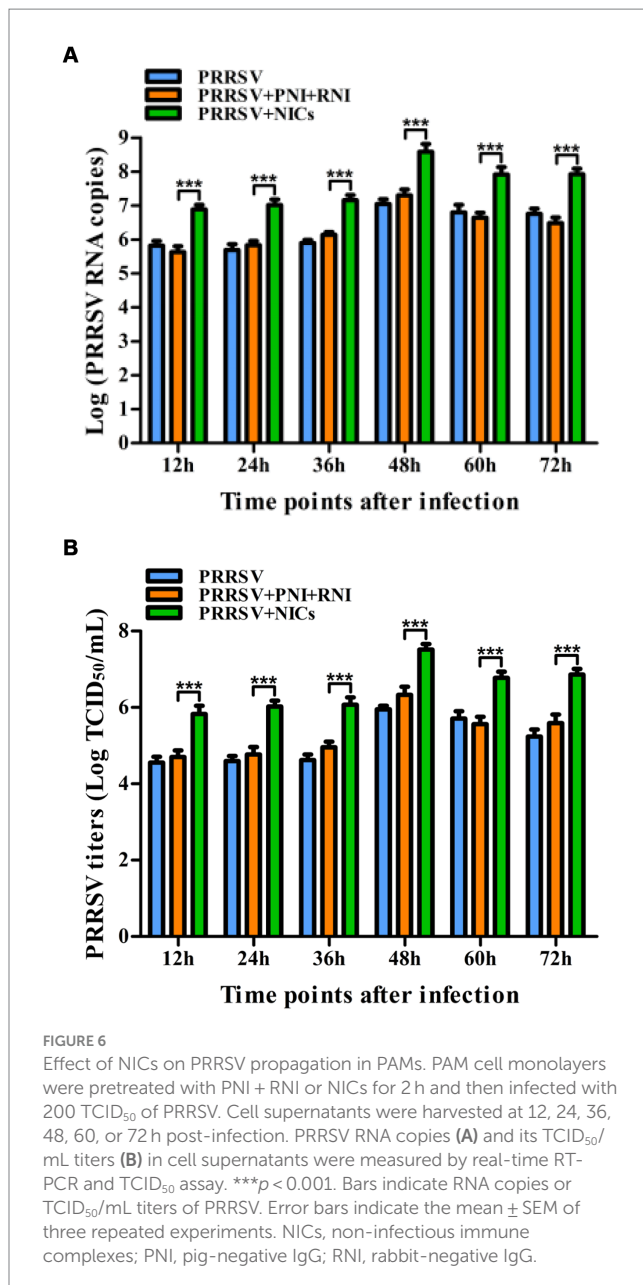 A
PRRSV
PRRSV+PNI+RNI
PRRSV+NICs
Log (PRRSV RNA copies)
9
8
7
6
5
4
3
2
1
0
***
***
***
***
***
***
12h 24h 36h 48h 60h 72h
Time points after infection
B
PRRSV
PRRSV+PNI+RNI
PRRSV+NICs
PRRSV titers (Log TCID₅₀/mL)
8
6
4
2
0
***
***
***
***
***
***
12h 24h 36h 48h 60h 72h
Time points after infection
FIGURE 6
Effect of NICs on PRRSV propagation in PAMs. PAM cell monolayers
were pretreated with PNI + RNI or NICs for 2 h and then infected with
200 TCID₅₀ of PRRSV. Cell supernatants were harvested at 12, 24, 36,
48, 60, or 72 h post-infection. PRRSV RNA copies (A) and its TCID₅₀/
mL titers (B) in cell supernatants were measured by real-time RT-
PCR and TCID₅₀ assay. ***p < 0.001. Bars indicate RNA copies or
TCID₅₀/mL titers of PRRSV. Error bars indicate the mean ± SEM of
three repeated experiments. NICs, non-infectious immune
complexes; PNI, pig-negative IgG; RNI, rabbit-negative IgG.